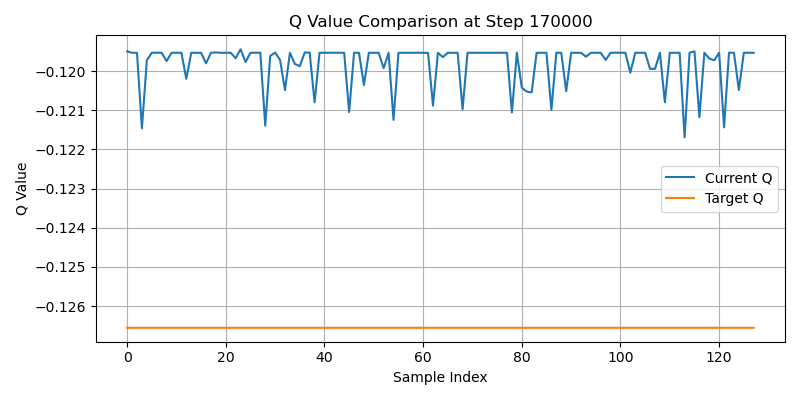 Q Value Comparison at Step 170000
Q Value
−0.120
−0.121
−0.122
−0.123
−0.124
−0.125
−0.126
Current Q
Target Q
0 20 40 60 80 100 120
Sample Index